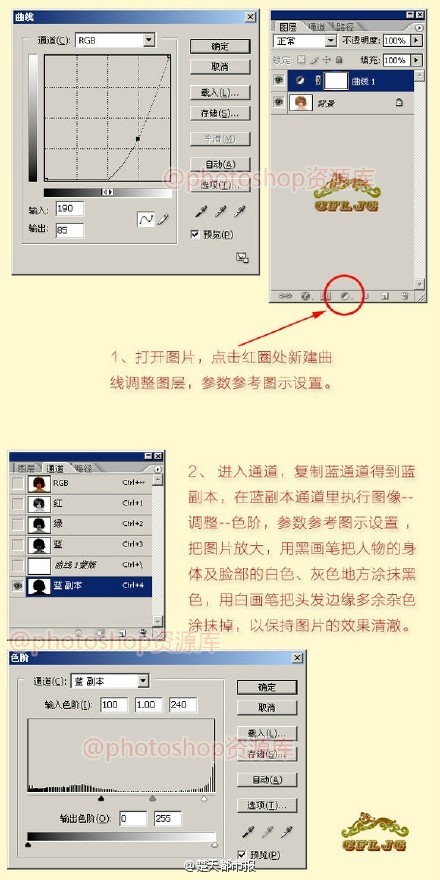 曲线
通道(C): RGB
确定
取消
载入(L)...
存储(S)...
平滑(M)
自动(A)
选项(T)...
输入: 190
输出: 85
预览(P)
图层 通道 路径
正常 不透明度: 100%
锁定: 填充: 100%
曲线 1
背景
@photoshop资源库
GFLJG
1、打开图片，点击红圈处新建曲
线调整图层，参数参考图示设置。
图层 通道 路径
RGB Ctrl+~
红 Ctrl+1
绿 Ctrl+2
蓝 Ctrl+3
曲线 1 蒙版 Ctrl+\
蓝 副本 Ctrl+4
2、 进入通道，复制蓝通道得到蓝
副本，在蓝副本通道里执行图像--
调整--色阶，参数参考图示设置 ，
把图片放大，用黑画笔把人物的身
体及脸部的白色、灰色地方涂抹黑
色，用白画笔把头发边缘多余杂色
涂抹掉，以保持图片的效果清澈。
@photoshop资源库
色阶
通道(C): 蓝 副本
输入色阶(I): 100 1.00 240
确定
取消
载入(L)...
存储(S)...
自动(A)
选项(T)...
@photoshop资源库
输出色阶(O): 0 255
预览(P)
GFLJG
@楚天都市报